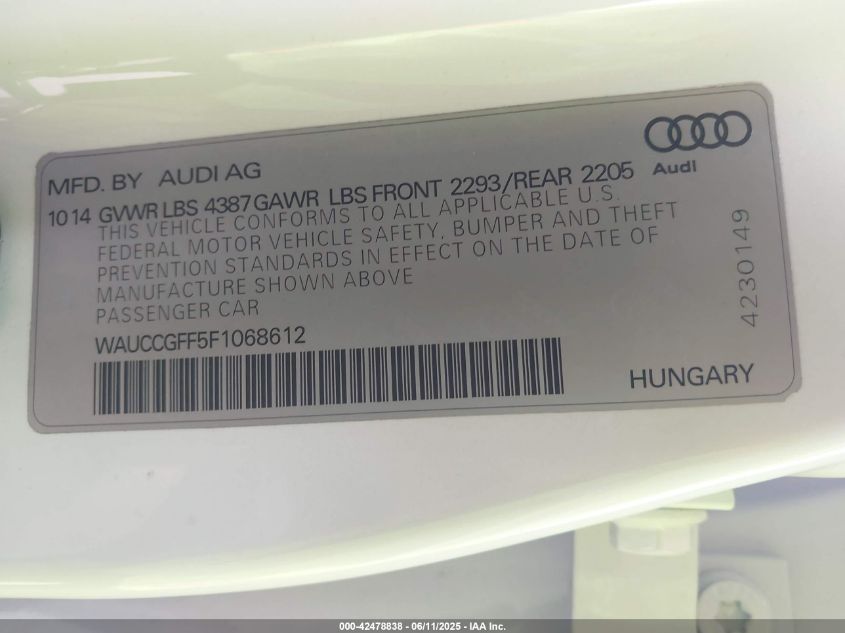 MFD. BY AUDI AG
Audi
1014 GVWR LBS 4387 GAWR LBS FRONT 2293/REAR 2205
THIS VEHICLE CONFORMS TO ALL APPLICABLE U.S.
FEDERAL MOTOR VEHICLE SAFETY, BUMPER AND THEFT
PREVENTION STANDARDS IN EFFECT ON THE DATE OF
MANUFACTURE SHOWN ABOVE
PASSENGER CAR
4230149
WAUCCGFF5F1068612
HUNGARY
000-42478838 - 06/11/2025 - IAA Inc.